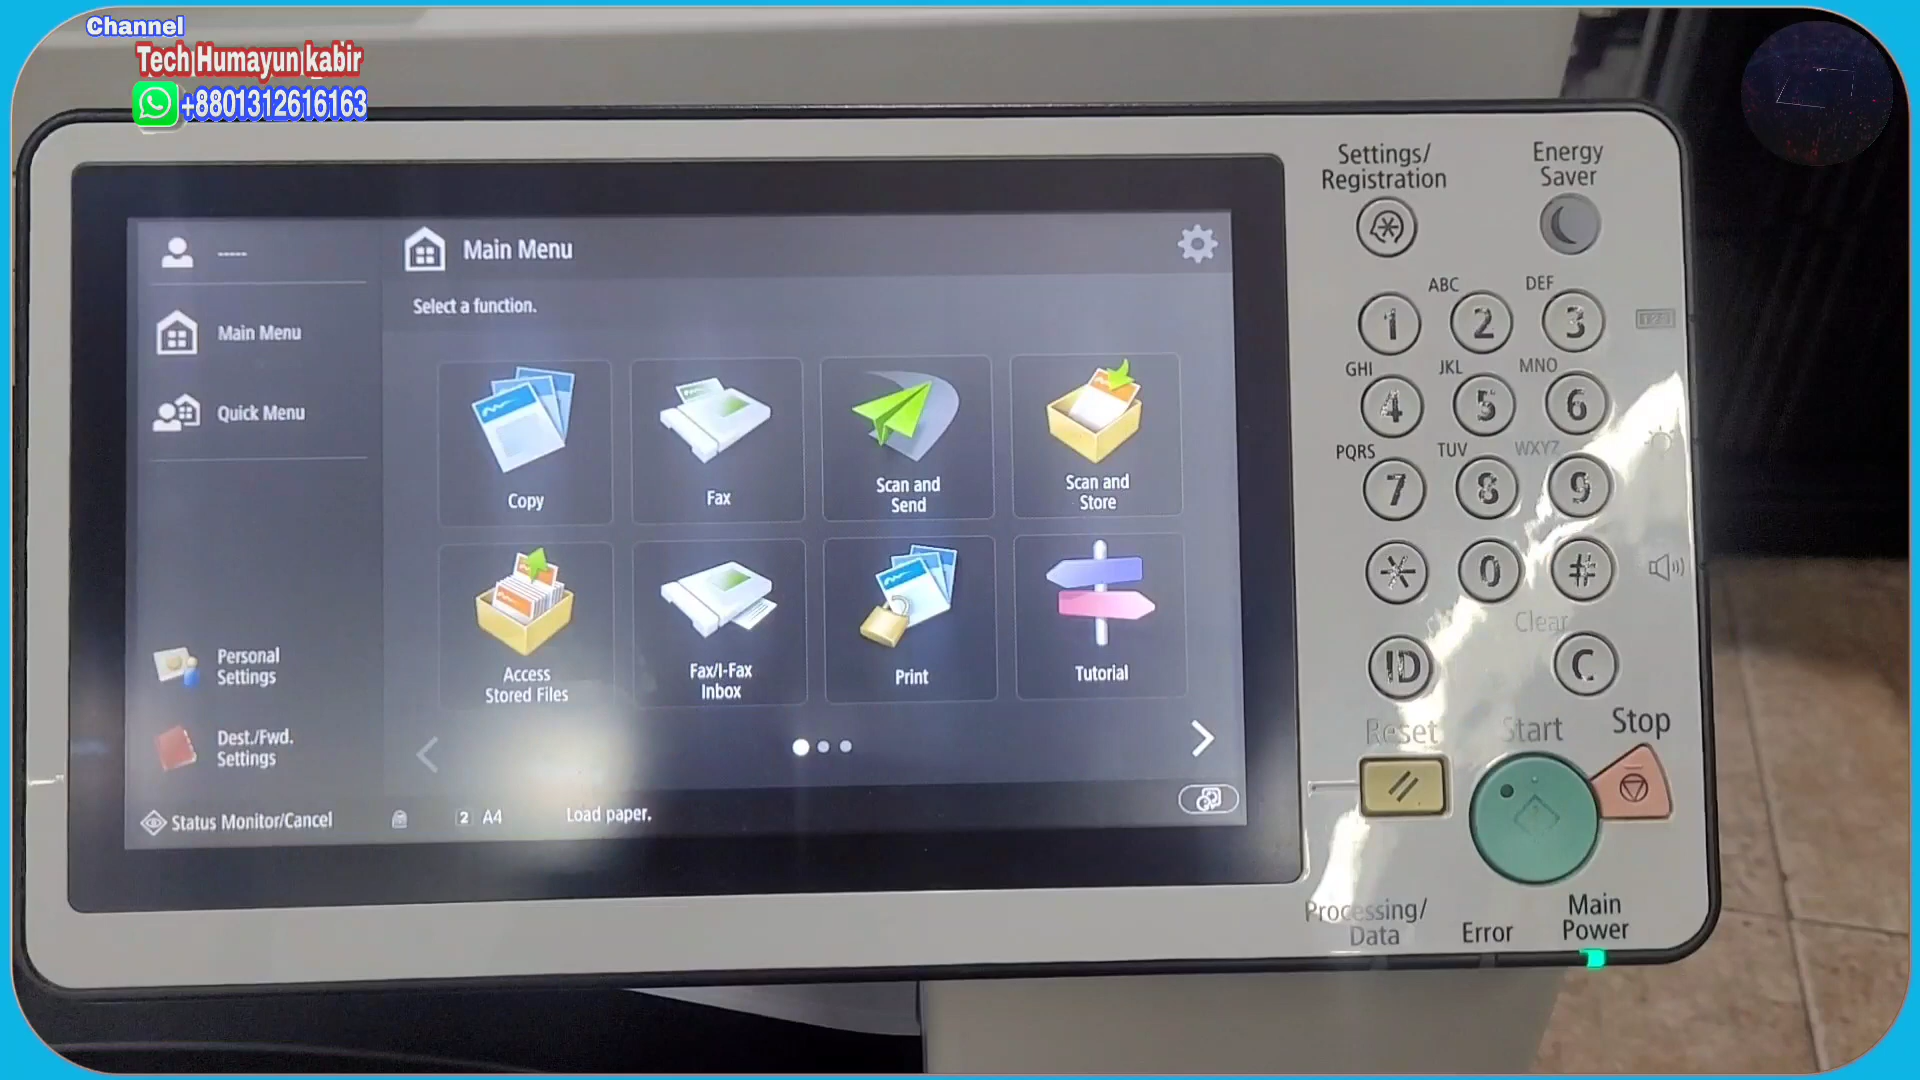 Channel
Tech Humayun kabir
+8801312616163
-----
Main Menu
Quick Menu
Personal
Settings
Dest./Fwd.
Settings
Status Monitor/Cancel
Main Menu
Select a function.
Copy
Fax
Scan and
Send
Scan and
Store
Access
Stored Files
Fax/I-Fax
Inbox
Print
Tutorial
2 A4
Load paper.
Settings/
Registration
Energy
Saver
ABC
DEF
1
2
3
123
GHI
JKL
MNO
4
5
6
PQRS
TUV
WXYZ
7
8
9
*
0
#
Clear
ID
C
Reset
Start
Stop
Processing/
Data
Error
Main
Power